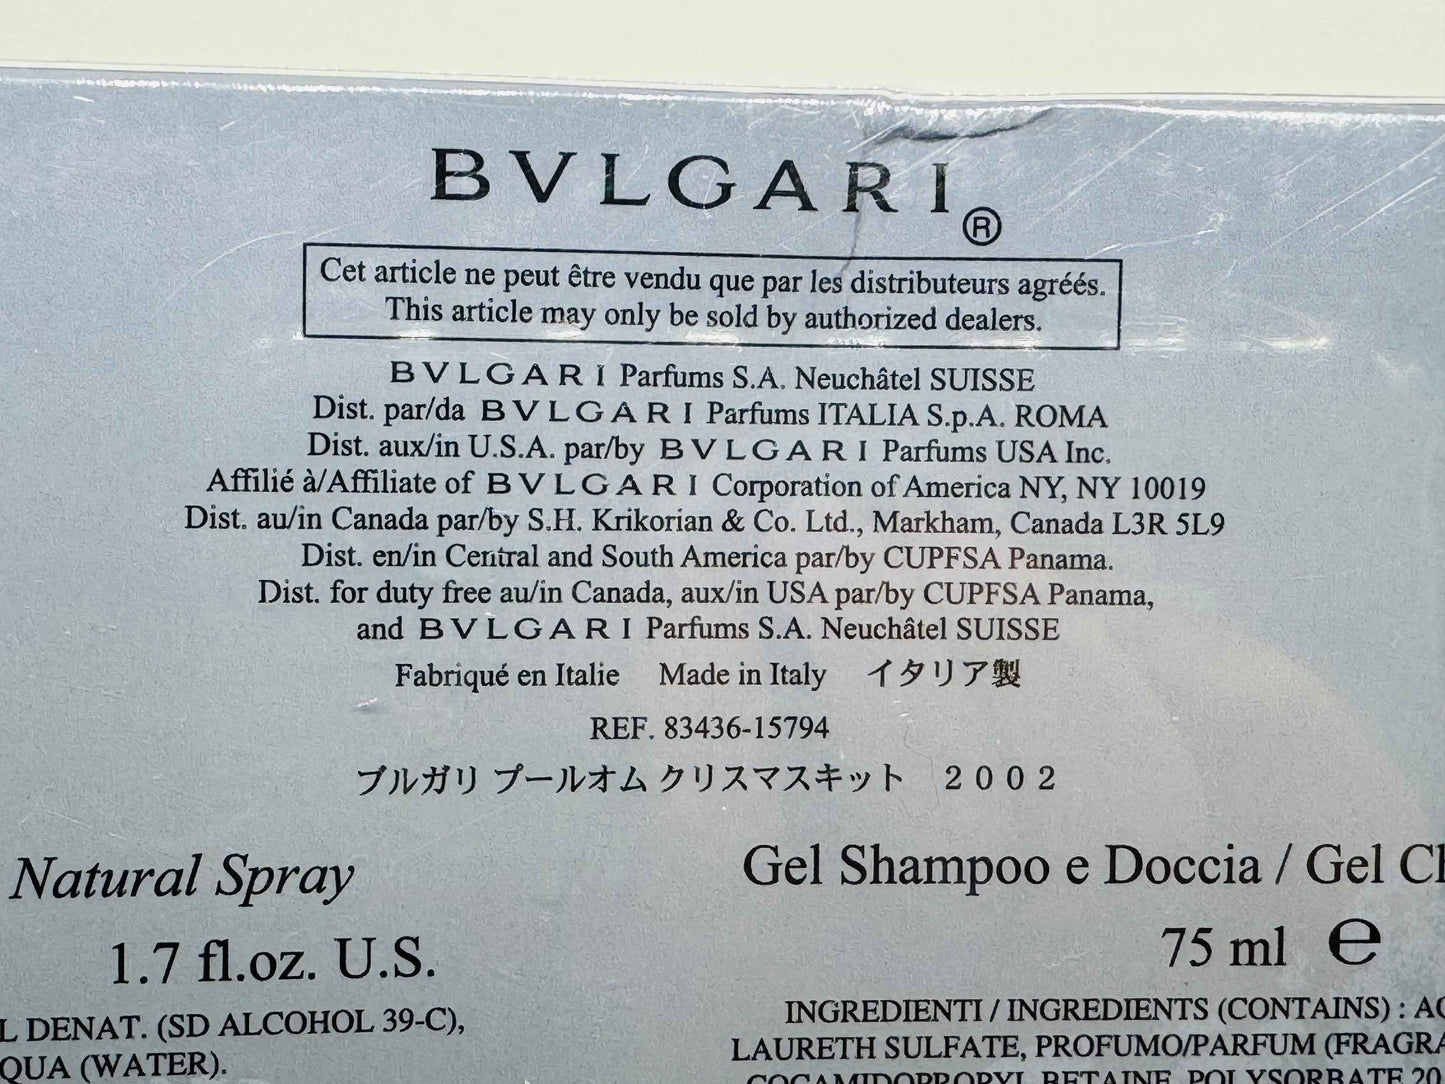 BVLGARI®
Cet article ne peut être vendu que par les distributeurs agréés.
This article may only be sold by authorized dealers.
BVLGARI Parfums S.A. Neuchâtel SUISSE
Dist. par/da BVLGARI Parfums ITALIA S.p.A. ROMA
Dist. aux/in U.S.A. par/by BVLGARI Parfums USA Inc.
Affilié à/Affiliate of BVLGARI Corporation of America NY, NY 10019
Dist. au/in Canada par/by S.H. Krikorian & Co. Ltd., Markham, Canada L3R 5L9
Dist. en/in Central and South America par/by CUPFSA Panama.
Dist. for duty free au/in Canada, aux/in USA par/by CUPFSA Panama,
and BVLGARI Parfums S.A. Neuchâtel SUISSE
Fabriqué en Italie Made in Italy イタリア製
REF. 83436-15794
ブルガリ プールオム クリスマスキット 2002
Natural Spray
1.7 fl.oz. U.S.
DENAT. (SD ALCOHOL 39-C),
(WATER).
Gel Shampoo e Doccia / Gel
75 ml ℮
INGREDIENTI / INGREDIENTS (CONTAINS) :
LAURETH SULFATE, PROFUMO/PARFUM
COCAMIDOPROPYL BETAINE, POLYSORBATE 20